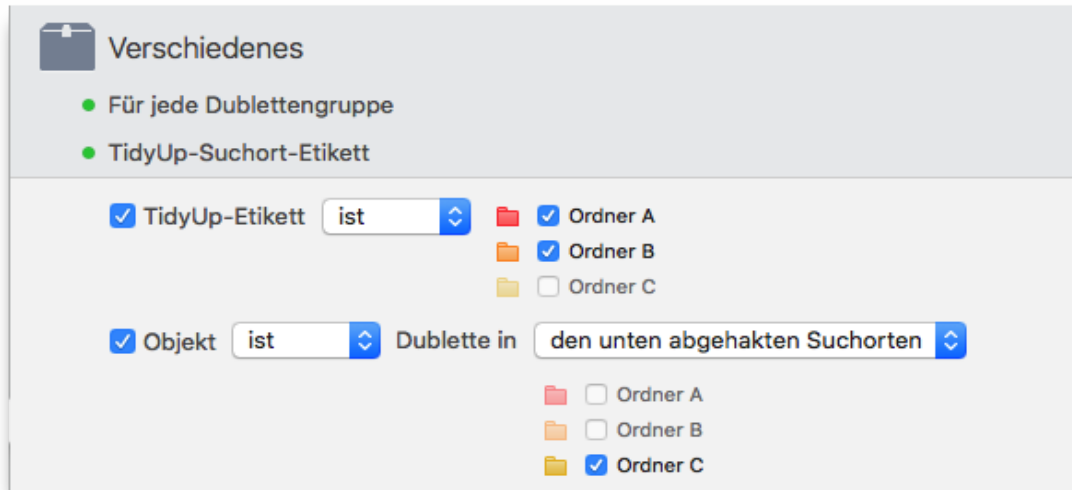 Verschiedenes
Für jede Dublettengruppe
TidyUp-Suchort-Etikett
TidyUp-Etikett ist Ordner A
Ordner B
Ordner C
Objekt ist Dublette in den unten abgehakten Suchorten
Ordner A
Ordner B
Ordner C